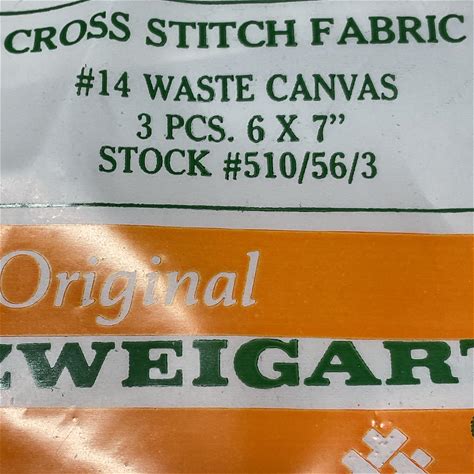 CROSS STITCH FABRIC
#14 WASTE CANVAS
3 PCS. 6 X 7”
STOCK #510/56/3
Original
ZWEIGART